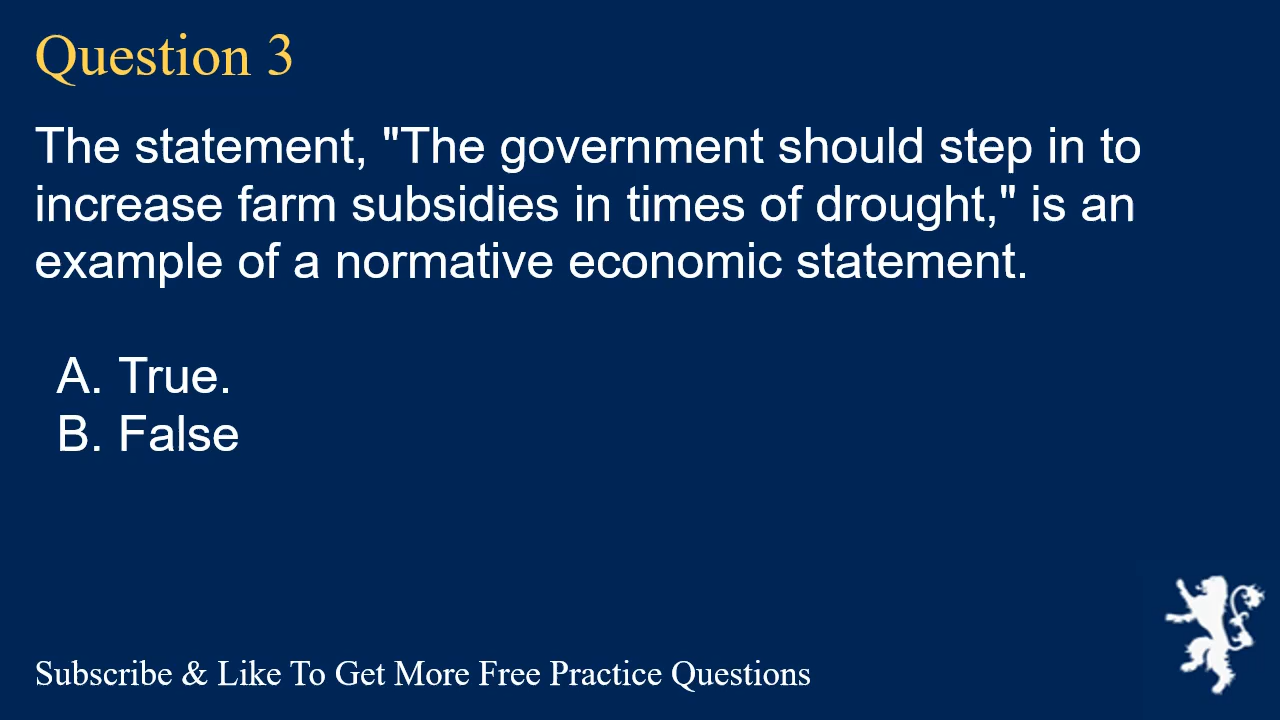 Question 3
The statement, "The government should step in to
increase farm subsidies in times of drought," is an
example of a normative economic statement.
A. True.
B. False
Subscribe & Like To Get More Free Practice Questions